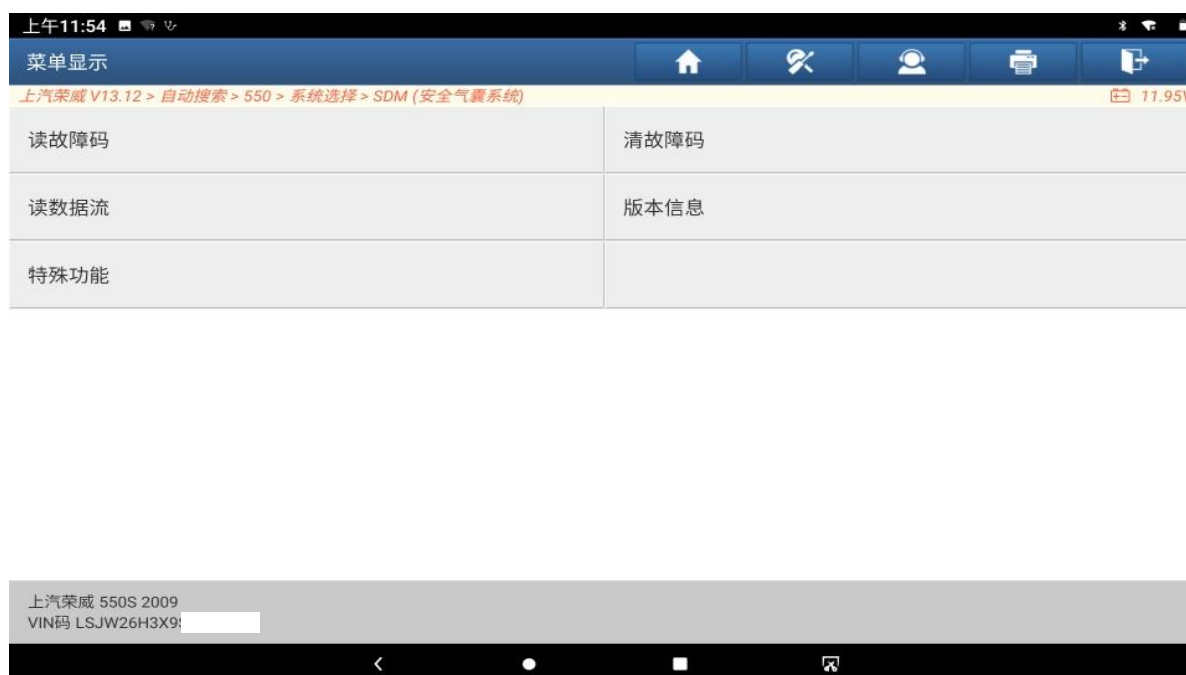 上午11:54
菜单显示
上汽荣威 V13.12 > 自动搜索 > 550 > 系统选择 > SDM (安全气囊系统) 11.95V
读故障码 清故障码
读数据流 版本信息
特殊功能
上汽荣威 550S 2009
VIN码 LSJW26H3X9